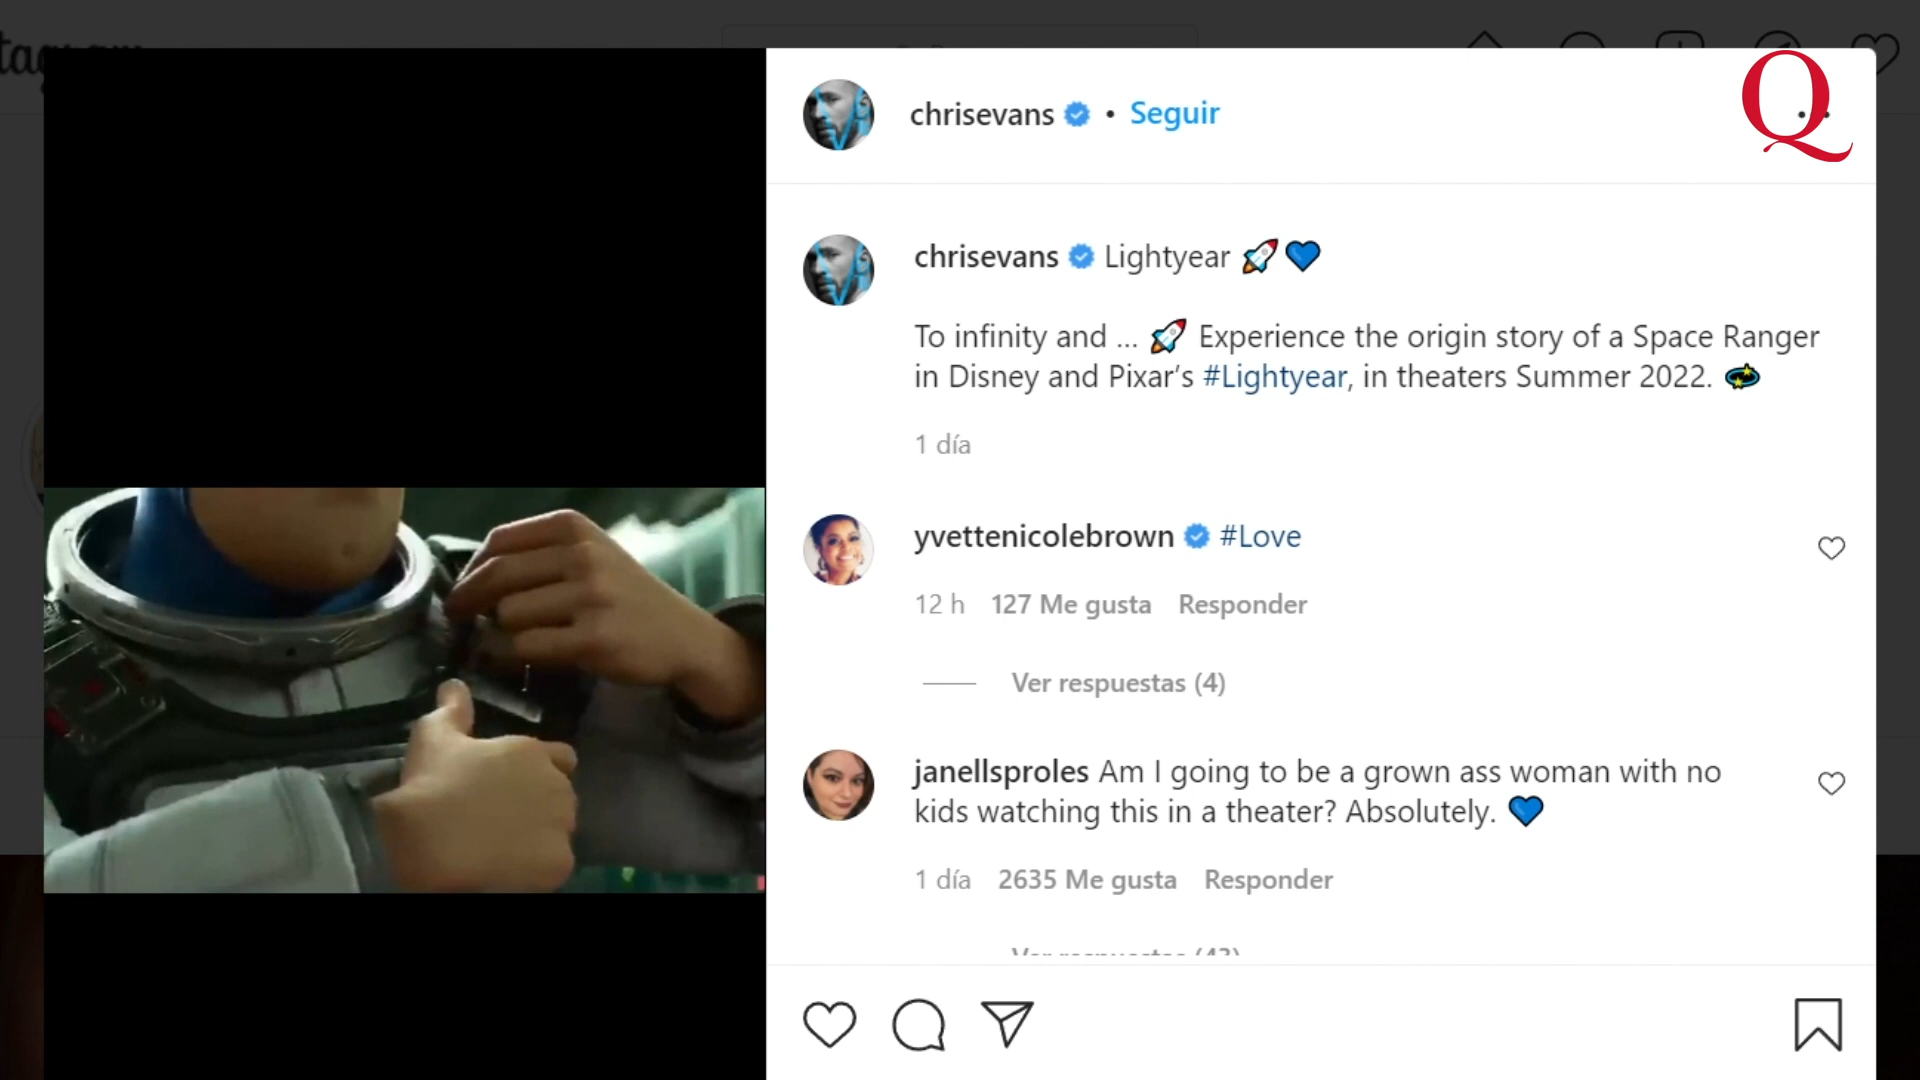 Q
chrisevans • Seguir
chrisevans Lightyear 🚀💙
To infinity and ... 🚀 Experience the origin story of a Space Ranger
in Disney and Pixar’s #Lightyear, in theaters Summer 2022. 💫
1 día
yvettenicolebrown #Love
12 h 127 Me gusta Responder
Ver respuestas (4)
janellsproles Am I going to be a grown ass woman with no
kids watching this in a theater? Absolutely. 💙
1 día 2635 Me gusta Responder
Ver respuestas (43)